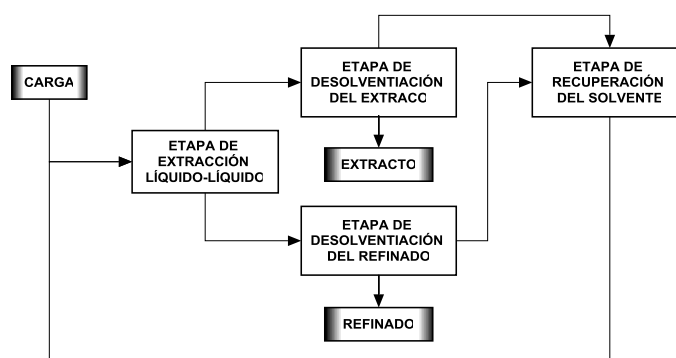 CARGA
ETAPA DE
EXTRACCIÓN
LÍQUIDO-LÍQUIDO
ETAPA DE
DESOLVENTIACIÓN
DEL EXTRACO
EXTRACTO
ETAPA DE
DESOLVENTIACIÓN
DEL REFINADO
REFINADO
ETAPA DE
RECUPERACIÓN
DEL SOLVENTE